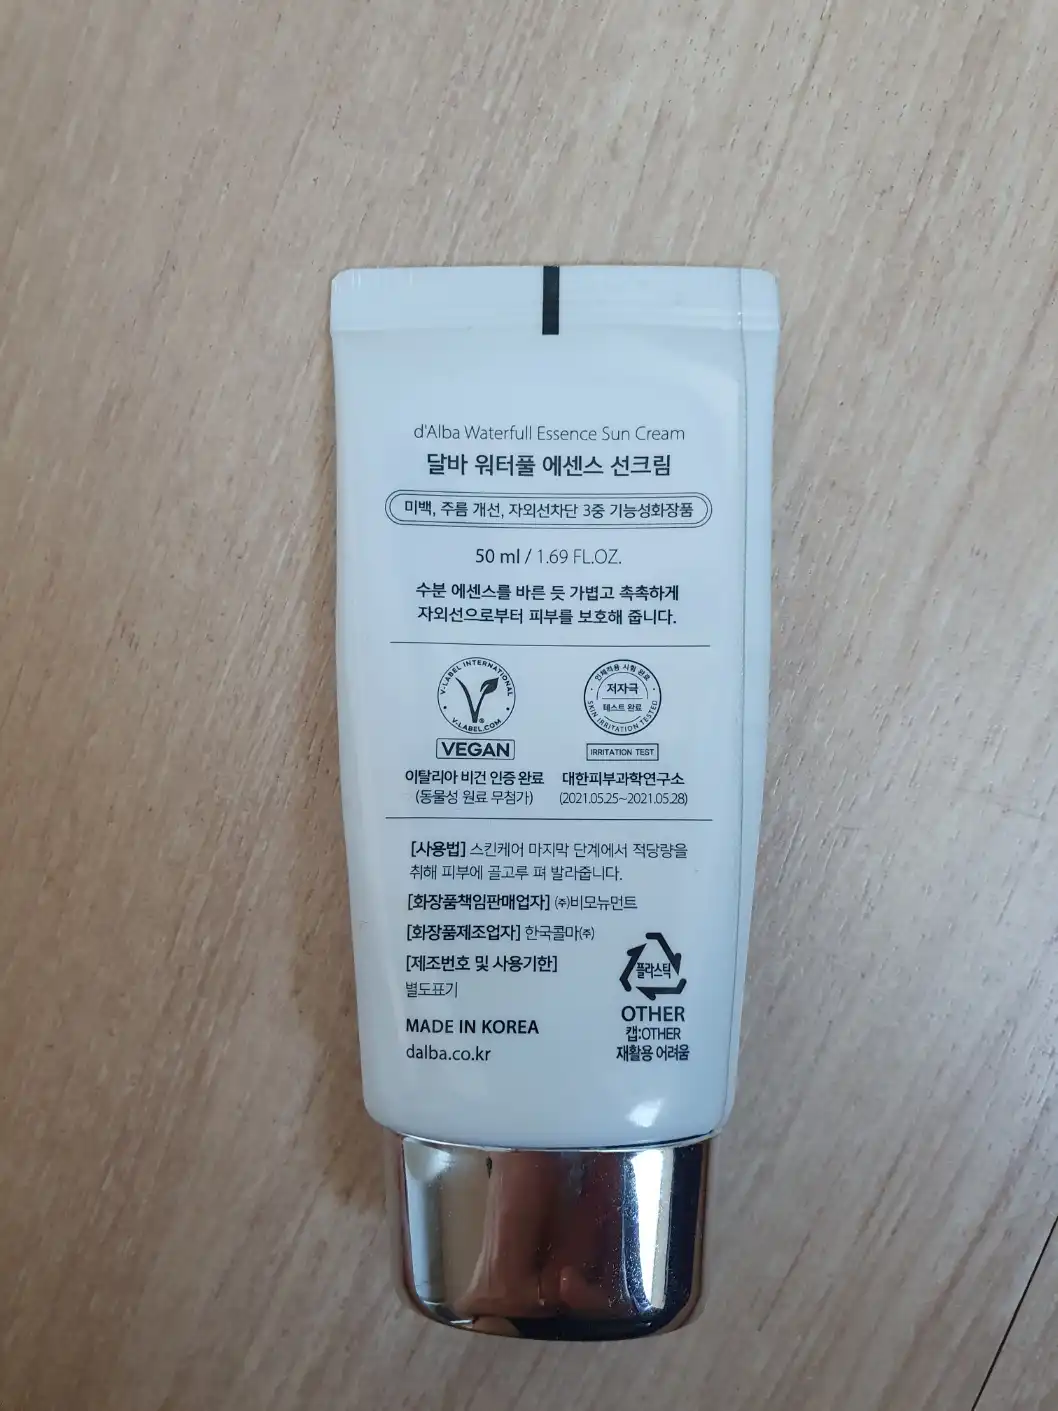 d'Alba Waterfull Essence Sun Cream
달바 워터풀 에센스 선크림
미백, 주름 개선, 자외선차단 3중 기능성화장품
50 ml / 1.69 FL.OZ.
수분 에센스를 바른 듯 가볍고 촉촉하게
자외선으로부터 피부를 보호해 줍니다.
V-LABEL INTERNATIONAL
V-LABEL.COM
VEGAN
이탈리아 비건 인증 완료
(동물성 원료 무첨가)
인체적용 시험 완료
저자극
테스트 완료
SKIN IRRITATION TESTED
IRRITATION TEST
대한피부과학연구소
(2021.05.25~2021.05.28)
[사용법] 스킨케어 마지막 단계에서 적당량을
취해 피부에 골고루 펴 발라줍니다.
[화장품책임판매업자] ㈜비모뉴먼트
[화장품제조업자] 한국콜마㈜
[제조번호 및 사용기한]
별도표기
MADE IN KOREA
dalba.co.kr
플라스틱
OTHER
캡:OTHER
재활용 어려움